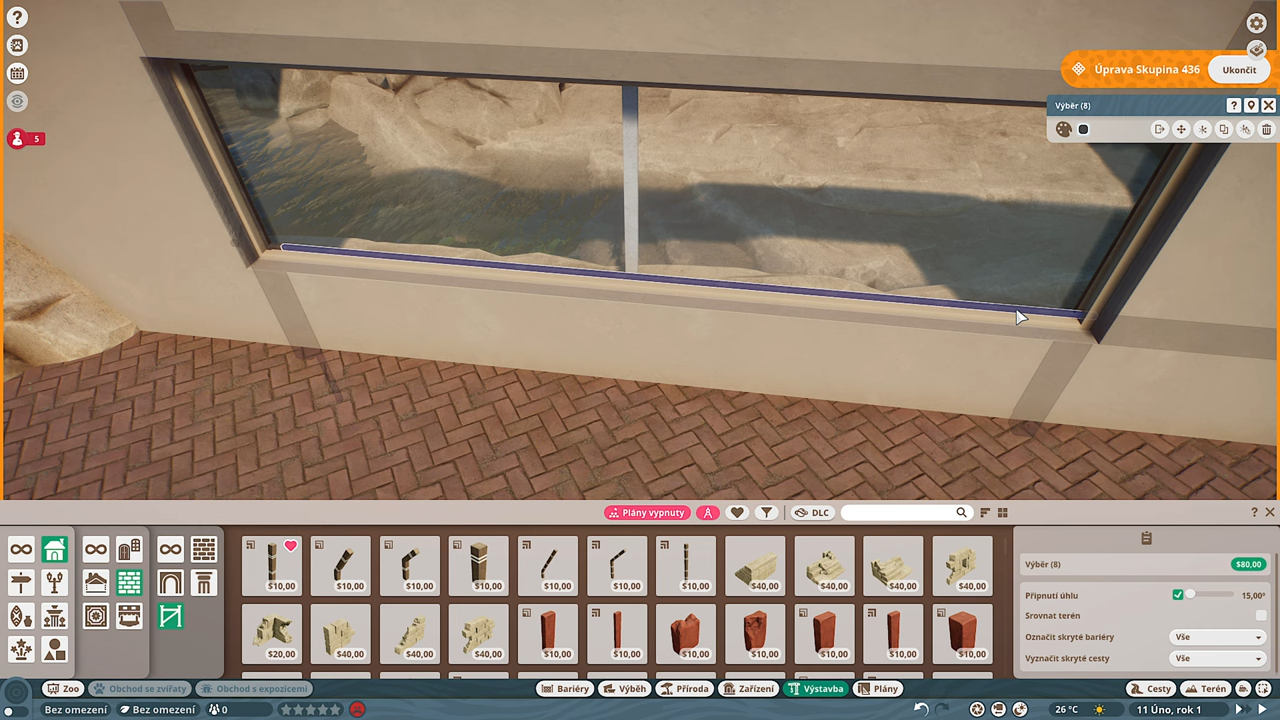 ?
Úprava Skupina 436
Ukončit
Výběr (8)
?
5
Plány vypnuty
DLC
?
$10,00
$10,00
$10,00
$10,00
$10,00
$10,00
$10,00
$40,00
$40,00
$40,00
$40,00
$20,00
$40,00
$40,00
$40,00
$10,00
$10,00
$10,00
$10,00
$10,00
$10,00
$10,00
Výběr (8)
$80,00
Připnutí úhlu
15,00°
Srovnat terén
Označit skryté bariéry
Vše
Vyznačit skryté cesty
Vše
Zoo
Obchod se zvířaty
Obchod s expozicemi
Bariéry
Výběh
Příroda
Zařízení
Výstavba
Plány
Cesty
Terén
Bez omezení
Bez omezení
0
26 °C
11 Úno, rok 1